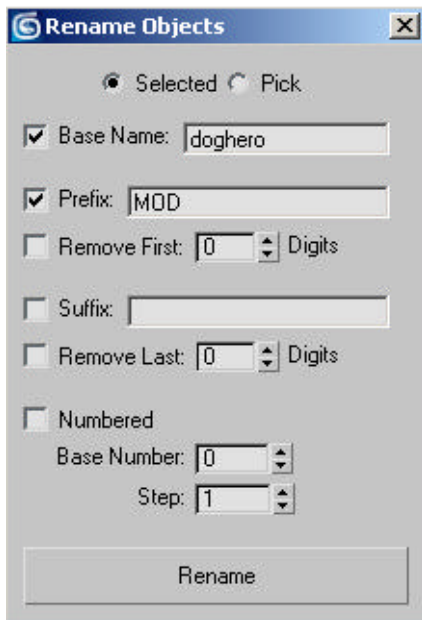 Rename Objects
Selected Pick
Base Name: doghero
Prefix: MOD
Remove First: 0 Digits
Suffix:
Remove Last: 0 Digits
Numbered
Base Number: 0
Step: 1
Rename